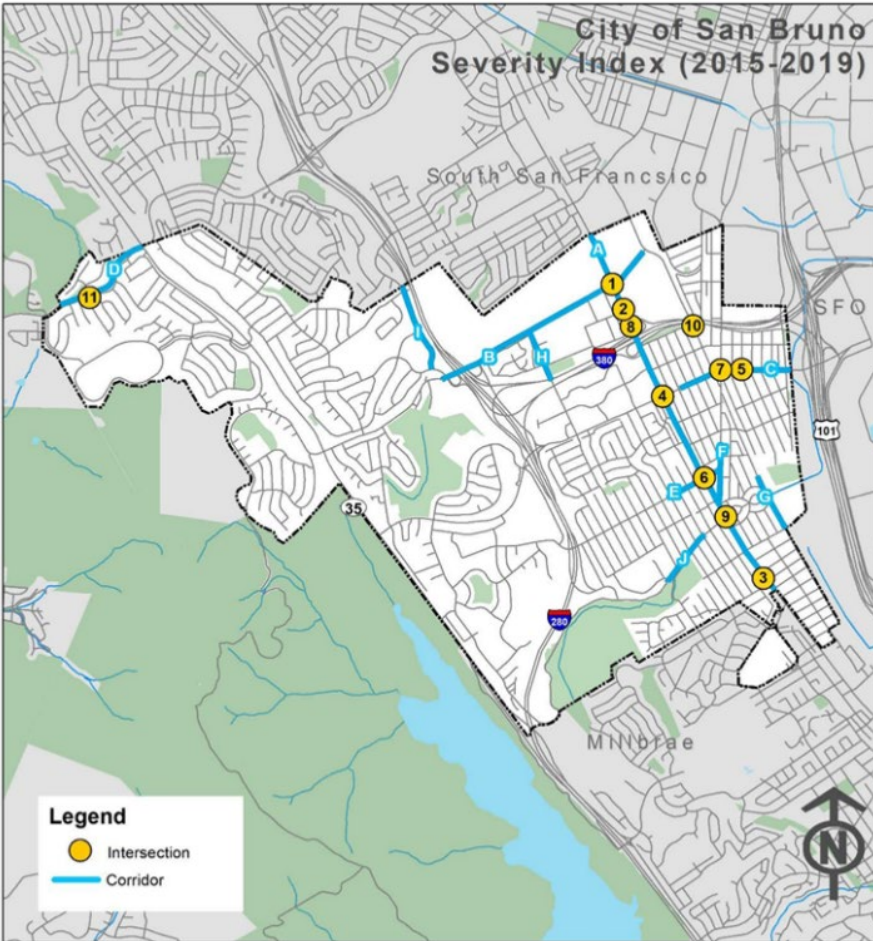 City of San Bruno
Severity Index (2015-2019)
South San Francsico
A
D
11
1
SFO
2
8
10
I
B
H
380
7
5
C
4
101
F
6
E
G
35
9
J
3
280
Millbrae
Legend
Intersection
Corridor
N